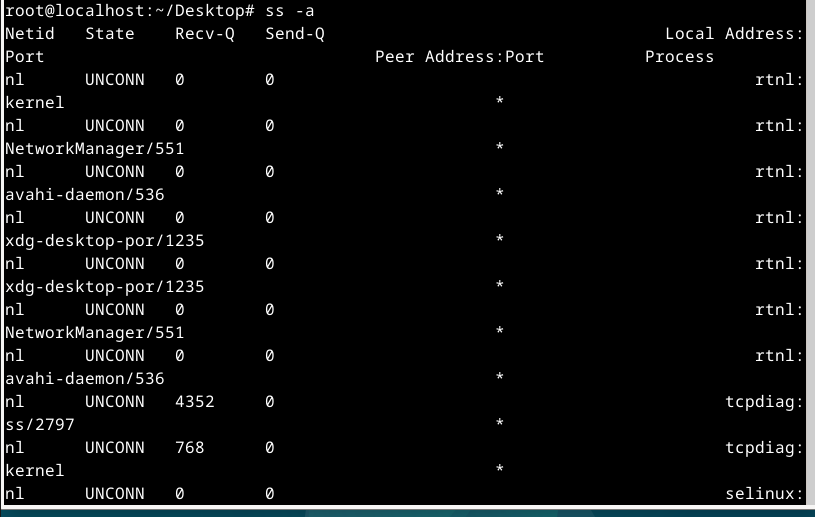 root@localhost:~/Desktop# ss -a
Netid State Recv-Q Send-Q Local Address:
Port Peer Address:Port Process
nl UNCONN 0 0 rtnl:
kernel *
nl UNCONN 0 0 rtnl:
NetworkManager/551 *
nl UNCONN 0 0 rtnl:
avahi-daemon/536 *
nl UNCONN 0 0 rtnl:
xdg-desktop-por/1235 *
nl UNCONN 0 0 rtnl:
xdg-desktop-por/1235 *
nl UNCONN 0 0 rtnl:
NetworkManager/551 *
nl UNCONN 0 0 rtnl:
avahi-daemon/536 *
nl UNCONN 4352 0 tcpdiag:
ss/2797 *
nl UNCONN 768 0 tcpdiag:
kernel *
nl UNCONN 0 0 selinux: